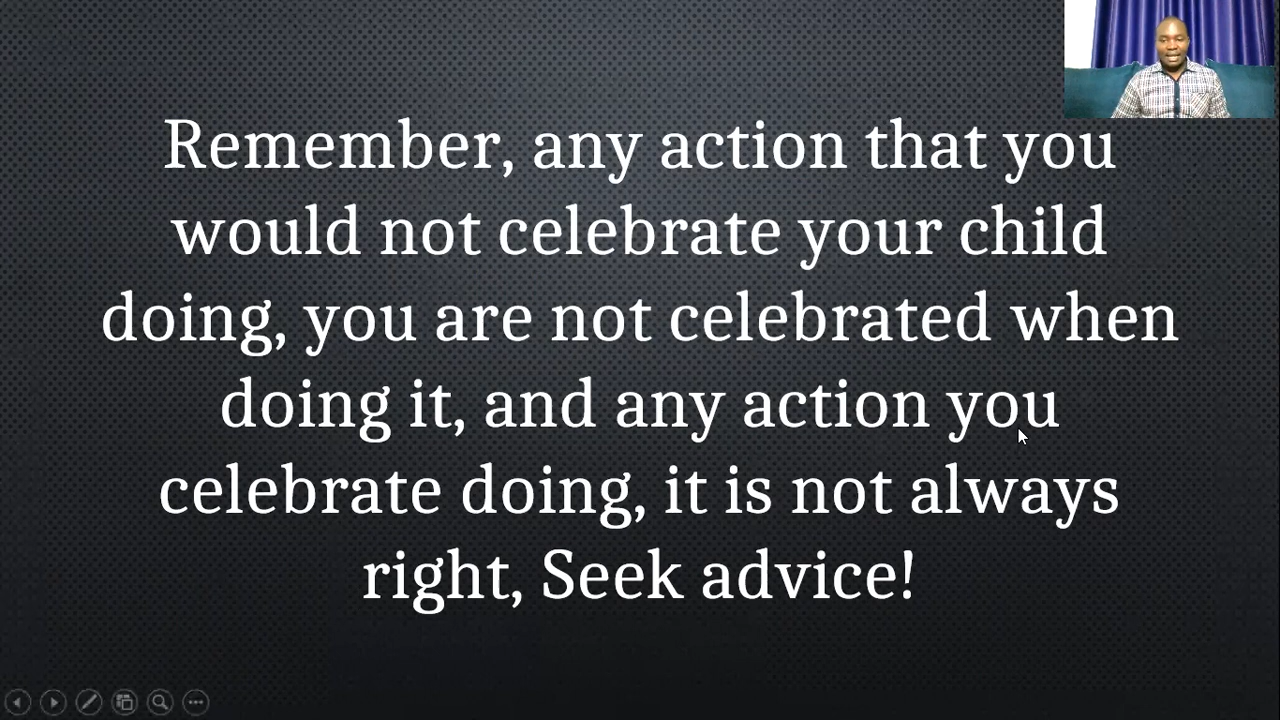 Remember, any action that you
would not celebrate your child
doing, you are not celebrated when
doing it, and any action you
celebrate doing, it is not always
right, Seek advice!